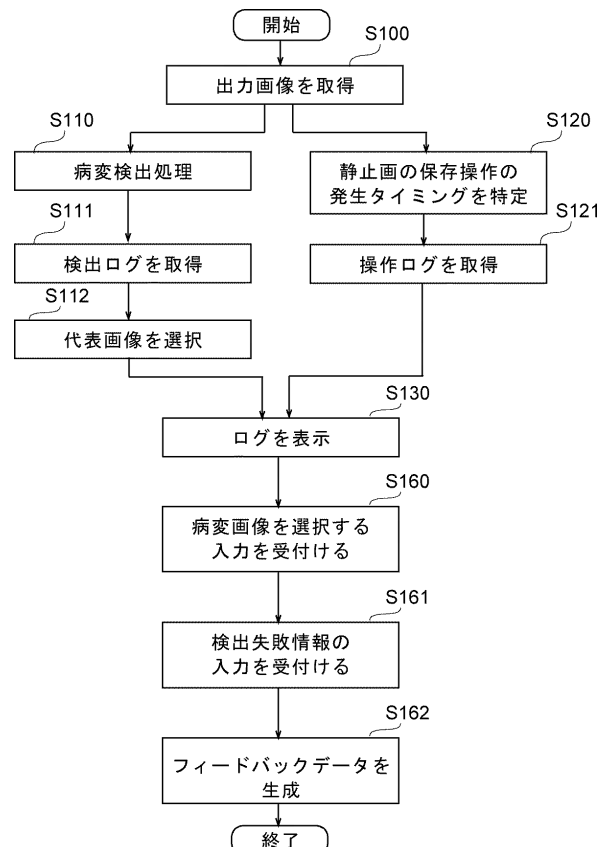 開始
S100
出力画像を取得
S110
病変検出処理
S120
静止画の保存操作の
発生タイミングを特定
S111
検出ログを取得
S121
操作ログを取得
S112
代表画像を選択
S130
ログを表示
S160
病変画像を選択する
入力を受付ける
S161
検出失敗情報の
入力を受付ける
S162
フィードバックデータを
生成
終了